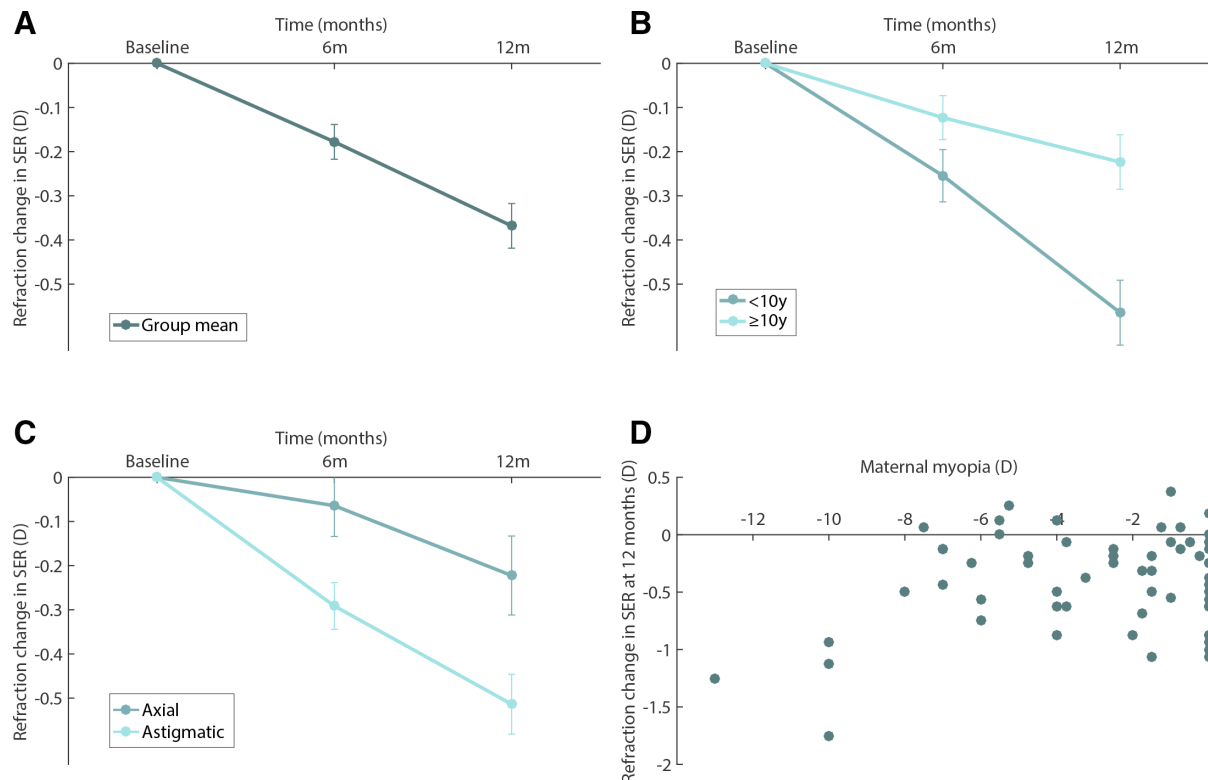 A
Time (months)
Baseline 6m 12m
0
-0.1
-0.2
-0.3
-0.4
-0.5
Refraction change in SER (D)
Group mean
B
Time (months)
Baseline 6m 12m
0
-0.1
-0.2
-0.3
-0.4
-0.5
Refraction change in SER (D)
<10y
≥10y
C
Time (months)
Baseline 6m 12m
0
-0.1
-0.2
-0.3
-0.4
-0.5
Refraction change in SER (D)
Axial
Astigmatic
D
Maternal myopia (D)
-12 -10 -8 -6 -4 -2
0.5
0
-0.5
-1
-1.5
-2
Refraction change in SER at 12 months (D)